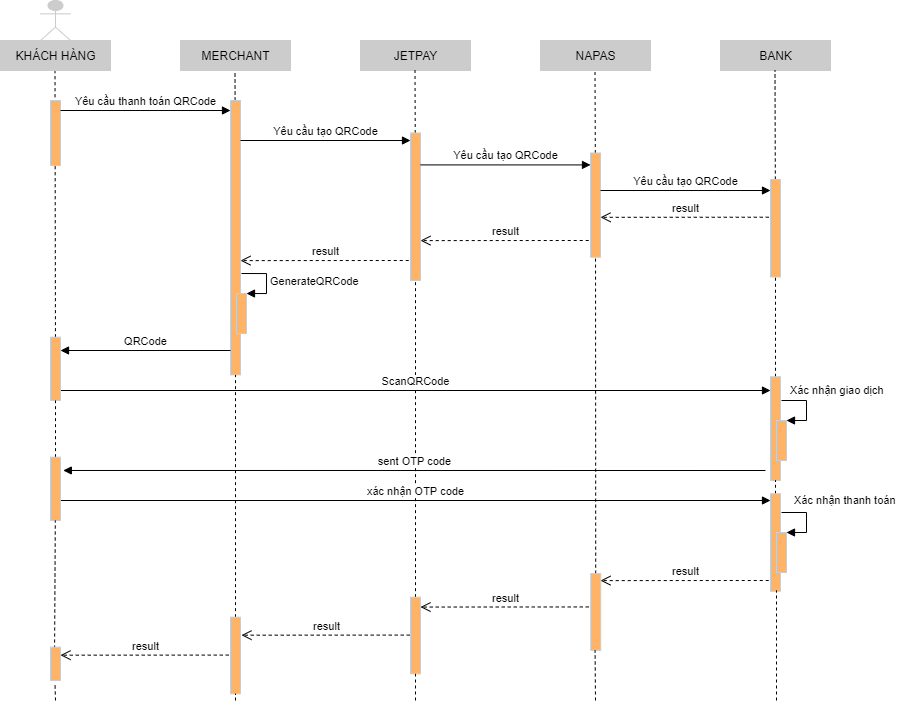 KHÁCH HÀNG
MERCHANT
JETPAY
NAPAS
BANK
Yêu cầu thanh toán QRCode
Yêu cầu tạo QRCode
Yêu cầu tạo QRCode
Yêu cầu tạo QRCode
result
result
result
GenerateQRCode
QRCode
ScanQRCode
Xác nhận giao dịch
sent OTP code
xác nhận OTP code
Xác nhận thanh toán
result
result
result
result